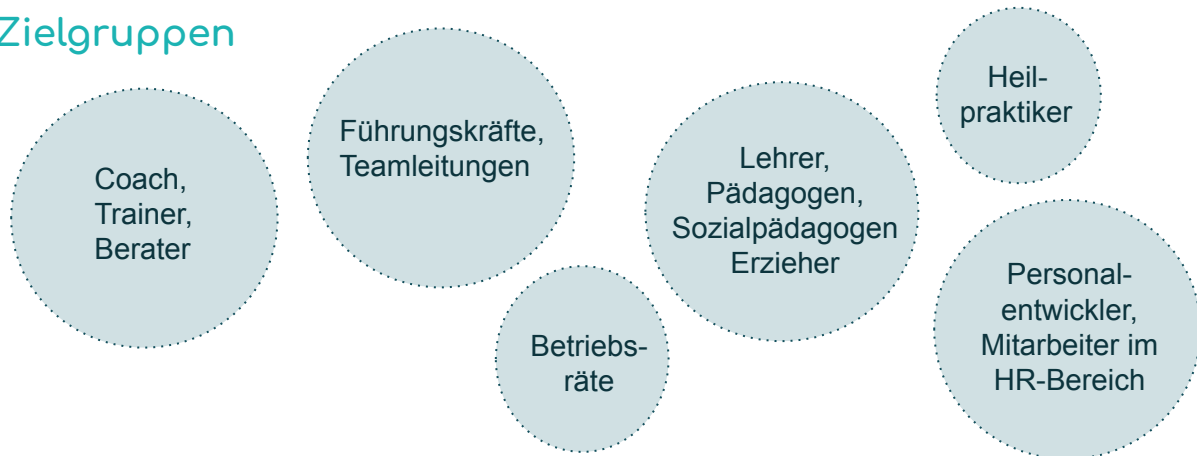 Zielgruppen
Coach,
Trainer,
Berater
Führungskräfte,
Teamleitungen
Betriebs-
räte
Lehrer,
Pädagogen,
Sozialpädagogen
Erzieher
Heil-
praktiker
Personal-
entwickler,
Mitarbeiter im
HR-Bereich